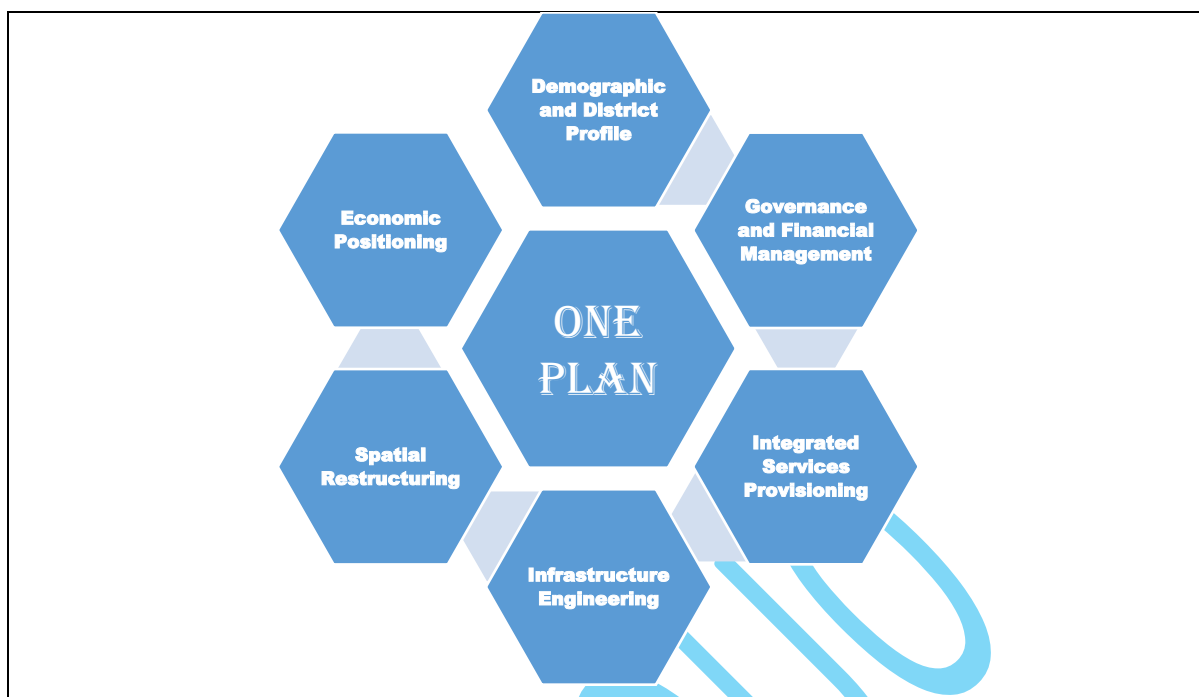 Demographic
and District
Profile
Economic
Positioning
Governance
and Financial
Management
ONE
PLAN
Spatial
Restructuring
Integrated
Services
Provisioning
Infrastructure
Engineering